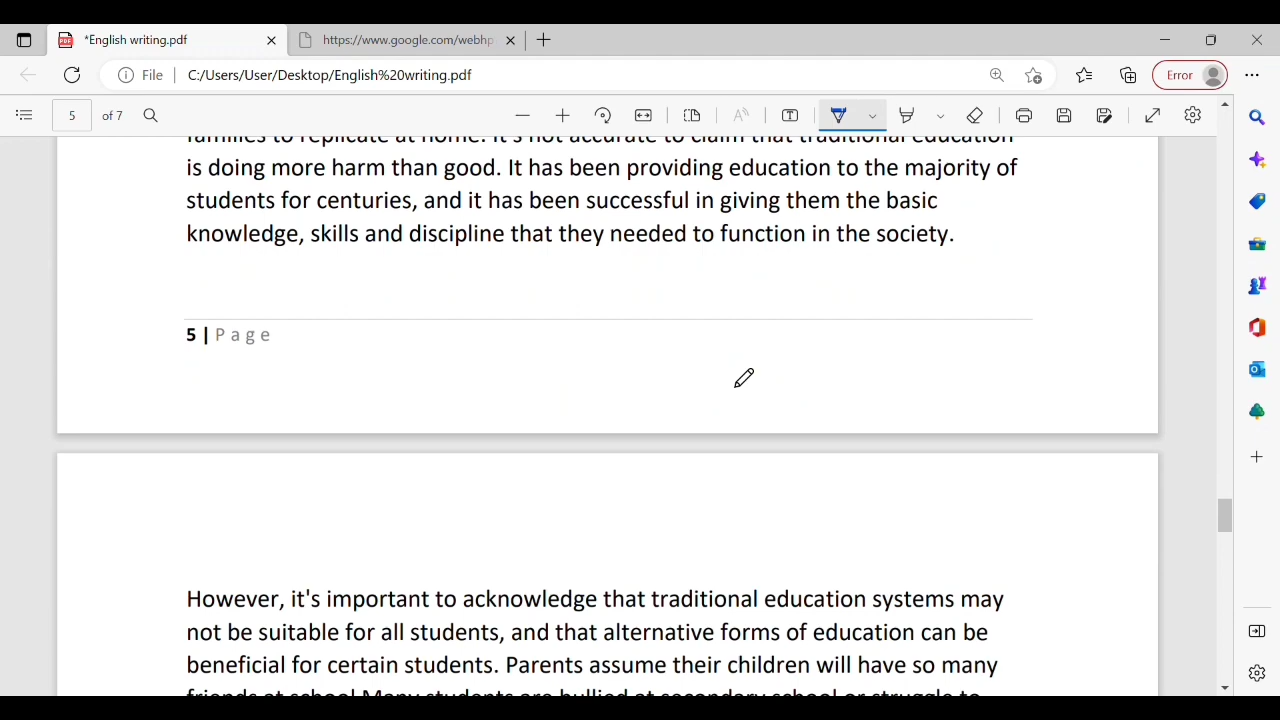 *English writing.pdf
https://www.google.com/webhp
File
C:/Users/User/Desktop/English%20writing.pdf
Error
5 of 7
families to replicate at home. It's not accurate to claim that traditional education
is doing more harm than good. It has been providing education to the majority of
students for centuries, and it has been successful in giving them the basic
knowledge, skills and discipline that they needed to function in the society.
5 | Page
However, it's important to acknowledge that traditional education systems may
not be suitable for all students, and that alternative forms of education can be
beneficial for certain students. Parents assume their children will have so many
friends at school Many students are bullied at secondary school or struggle to